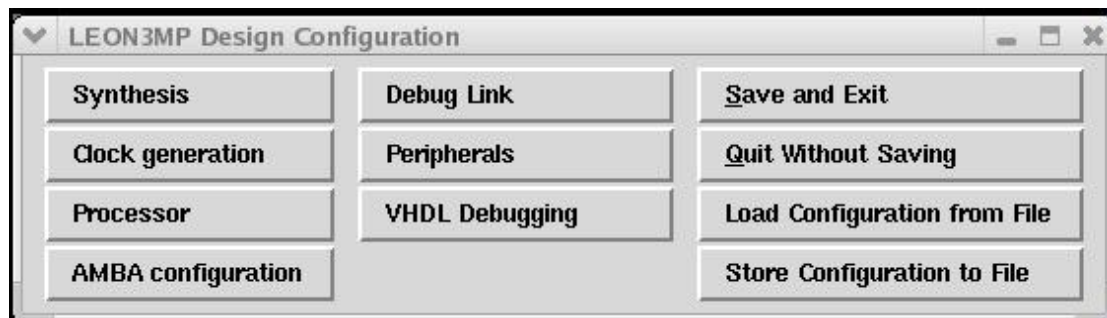 LEON3MP Design Configuration
Synthesis
Debug Link
Save and Exit
Clock generation
Peripherals
Quit Without Saving
Processor
VHDL Debugging
Load Configuration from File
AMBA configuration
Store Configuration to File